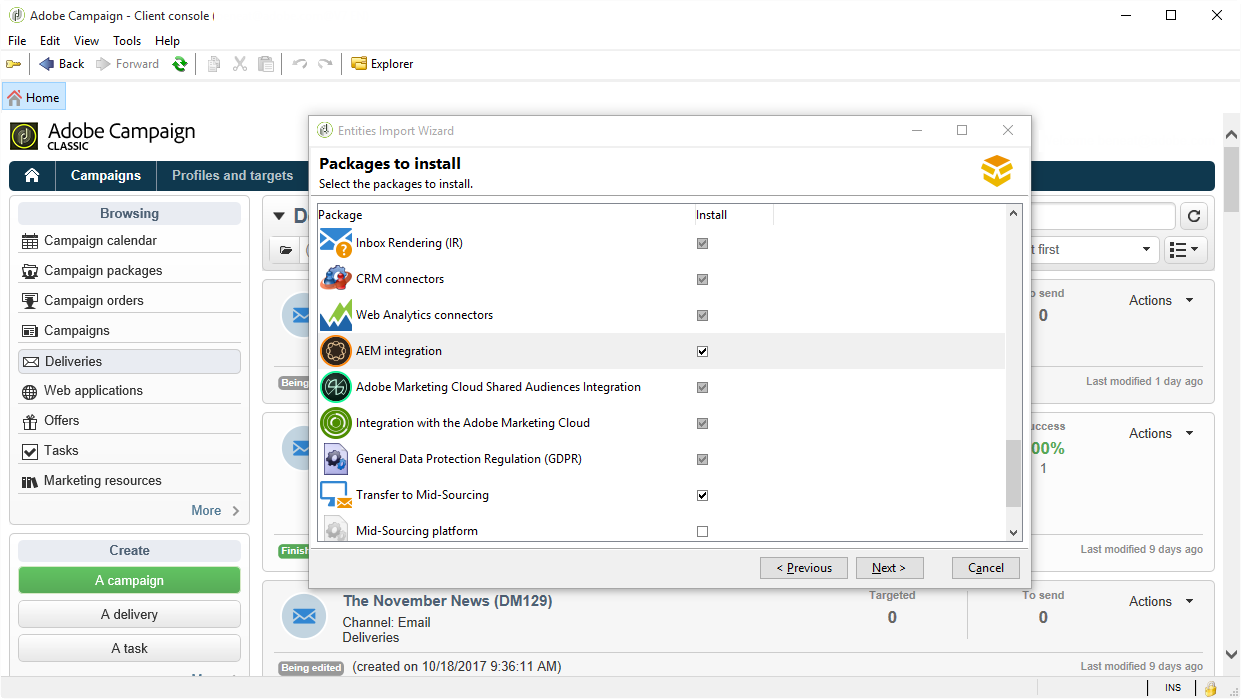 Adobe Campaign - Client console (
File Edit View Tools Help
Back Forward Explorer
Home
Adobe Campaign
CLASSIC
Campaigns Profiles and targets
Browsing
Campaign calendar
Campaign packages
Campaign orders
Campaigns
Deliveries
Web applications
Offers
Tasks
Marketing resources
More
Create
A campaign
A delivery
A task
Entities Import Wizard
Packages to install
Select the packages to install.
Package Install
Inbox Rendering (IR)
CRM connectors
Web Analytics connectors
AEM integration
Adobe Marketing Cloud Shared Audiences Integration
Integration with the Adobe Marketing Cloud
General Data Protection Regulation (GDPR)
Transfer to Mid-Sourcing
Mid-Sourcing platform
< Previous Next > Cancel
D
t first
o send
0
Actions
Being
Last modified 1 day ago
uccess
00%
1
Actions
Finish
Last modified 9 days ago
The November News (DM129)
Channel: Email
Deliveries
Targeted
0
To send
0
Actions
Being edited (created on 10/18/2017 9:36:11 AM)
Last modified 9 days ago
INS